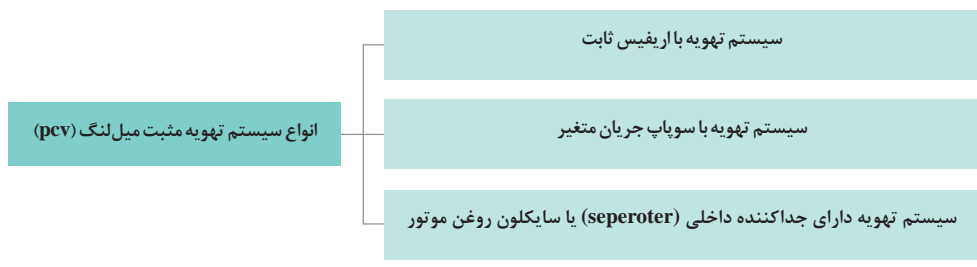 سیستم تهویه با اریفیس ثابت
انواع سیستم تهویه مثبت میل‌لنگ (pcv)
سیستم تهویه با سوپاپ جریان متغیر
سیستم تهویه دارای جداکننده داخلی (seperoter) یا سایکلون روغن موتور